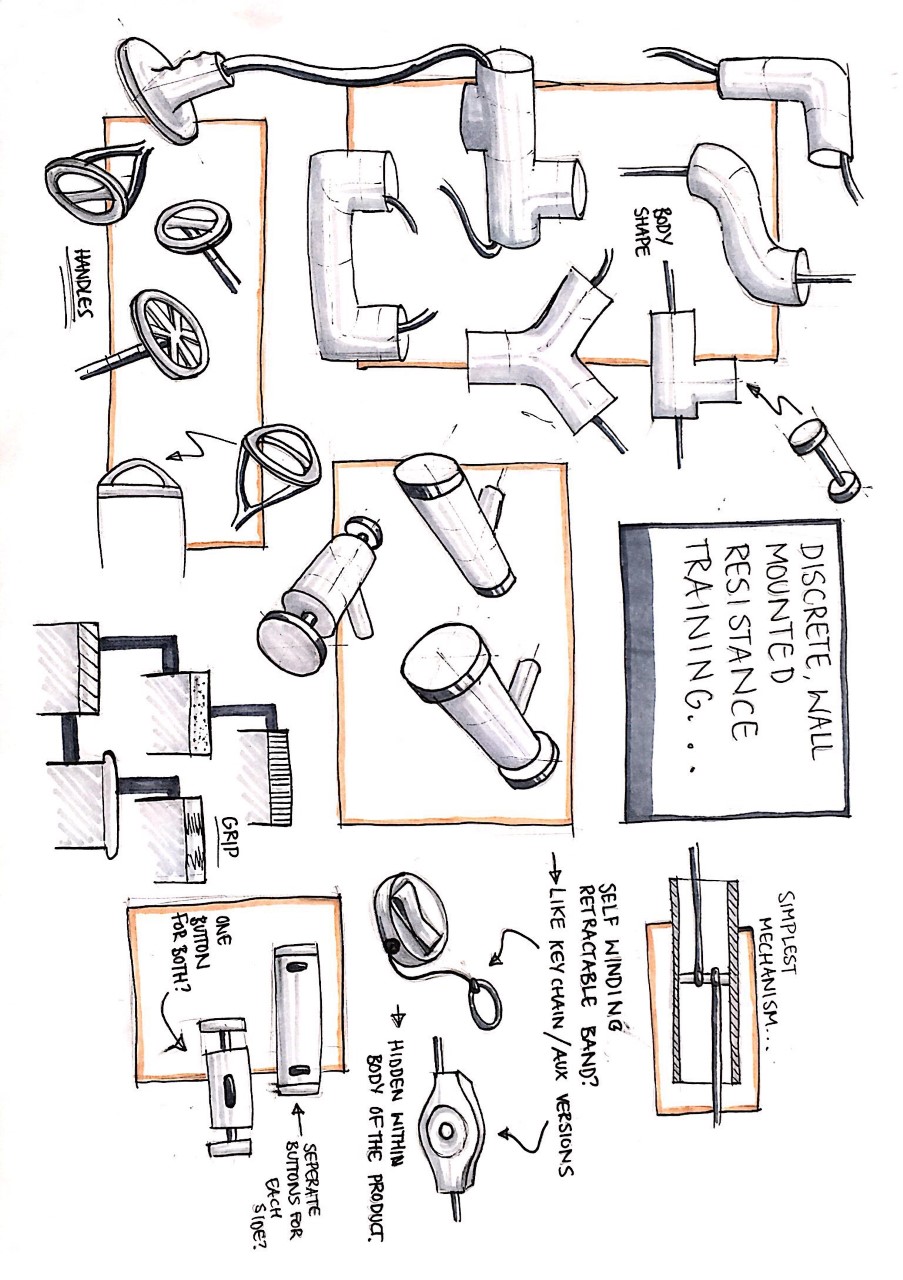 DISCRETE, WALL
MOUNTED
RESISTANCE
TRAINING...
BODY
SHAPE
SIMPLEST
MECHANISM...
SELF WINDING
RETRACTABLE BAND?
→ LIKE KEY CHAIN/AUX VERSIONS
→ HIDDEN WITHIN
BODY OF THE PRODUCT.
SEPERATE
BUTTONS FOR
EACH
SIDE?
ONE
BUTTON
FOR BOTH?
GRIP
HANDLES